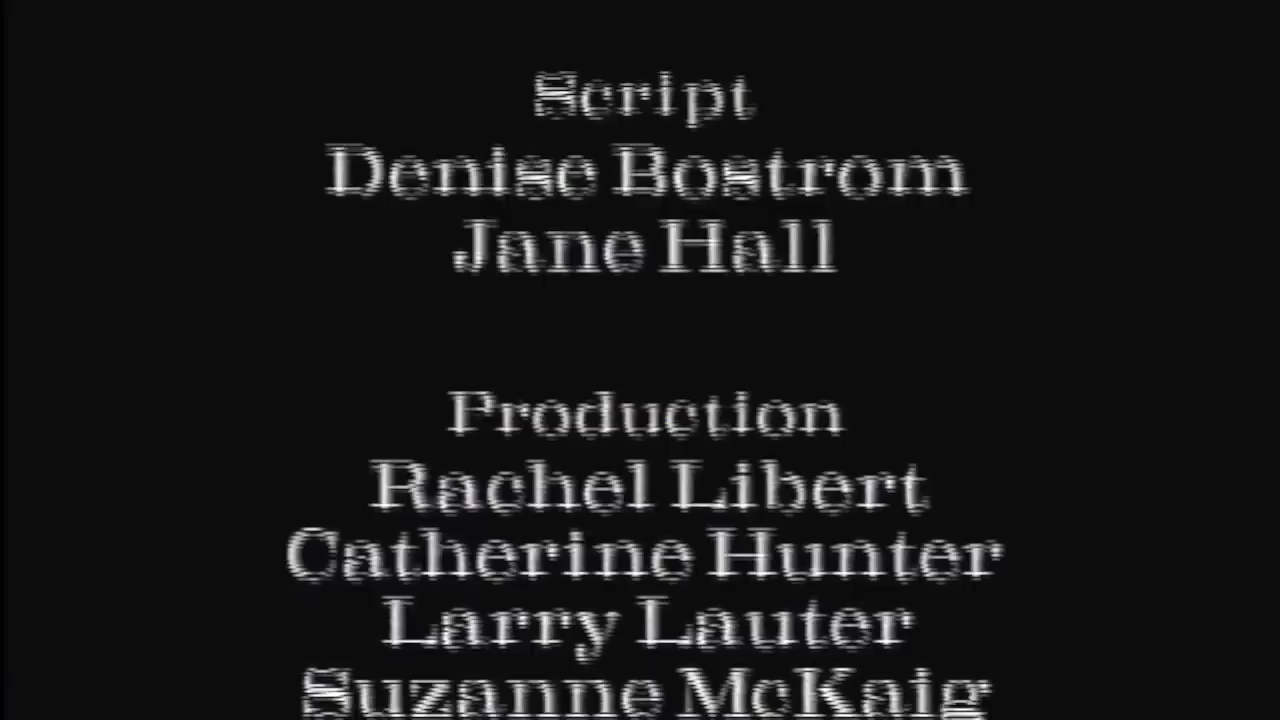 Script
Denise Bostrom
Jane Hall
Production
Rachel Libert
Catherine Hunter
Larry Lauter
Suzanne McKaig